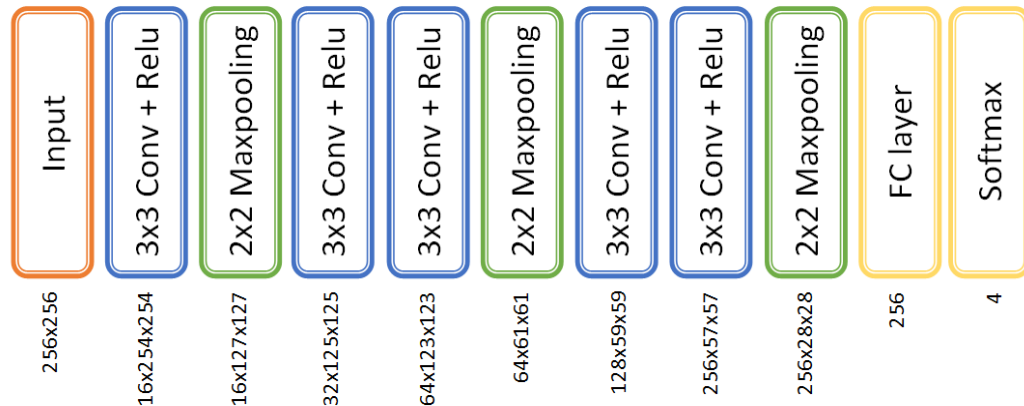 Input
3x3 Conv + Relu
2x2 Maxpooling
3x3 Conv + Relu
3x3 Conv + Relu
2x2 Maxpooling
3x3 Conv + Relu
3x3 Conv + Relu
2x2 Maxpooling
FC layer
Softmax
256x256
16x254x254
16x127x127
32x125x125
64x123x123
64x61x61
128x59x59
256x57x57
256x28x28
256
4